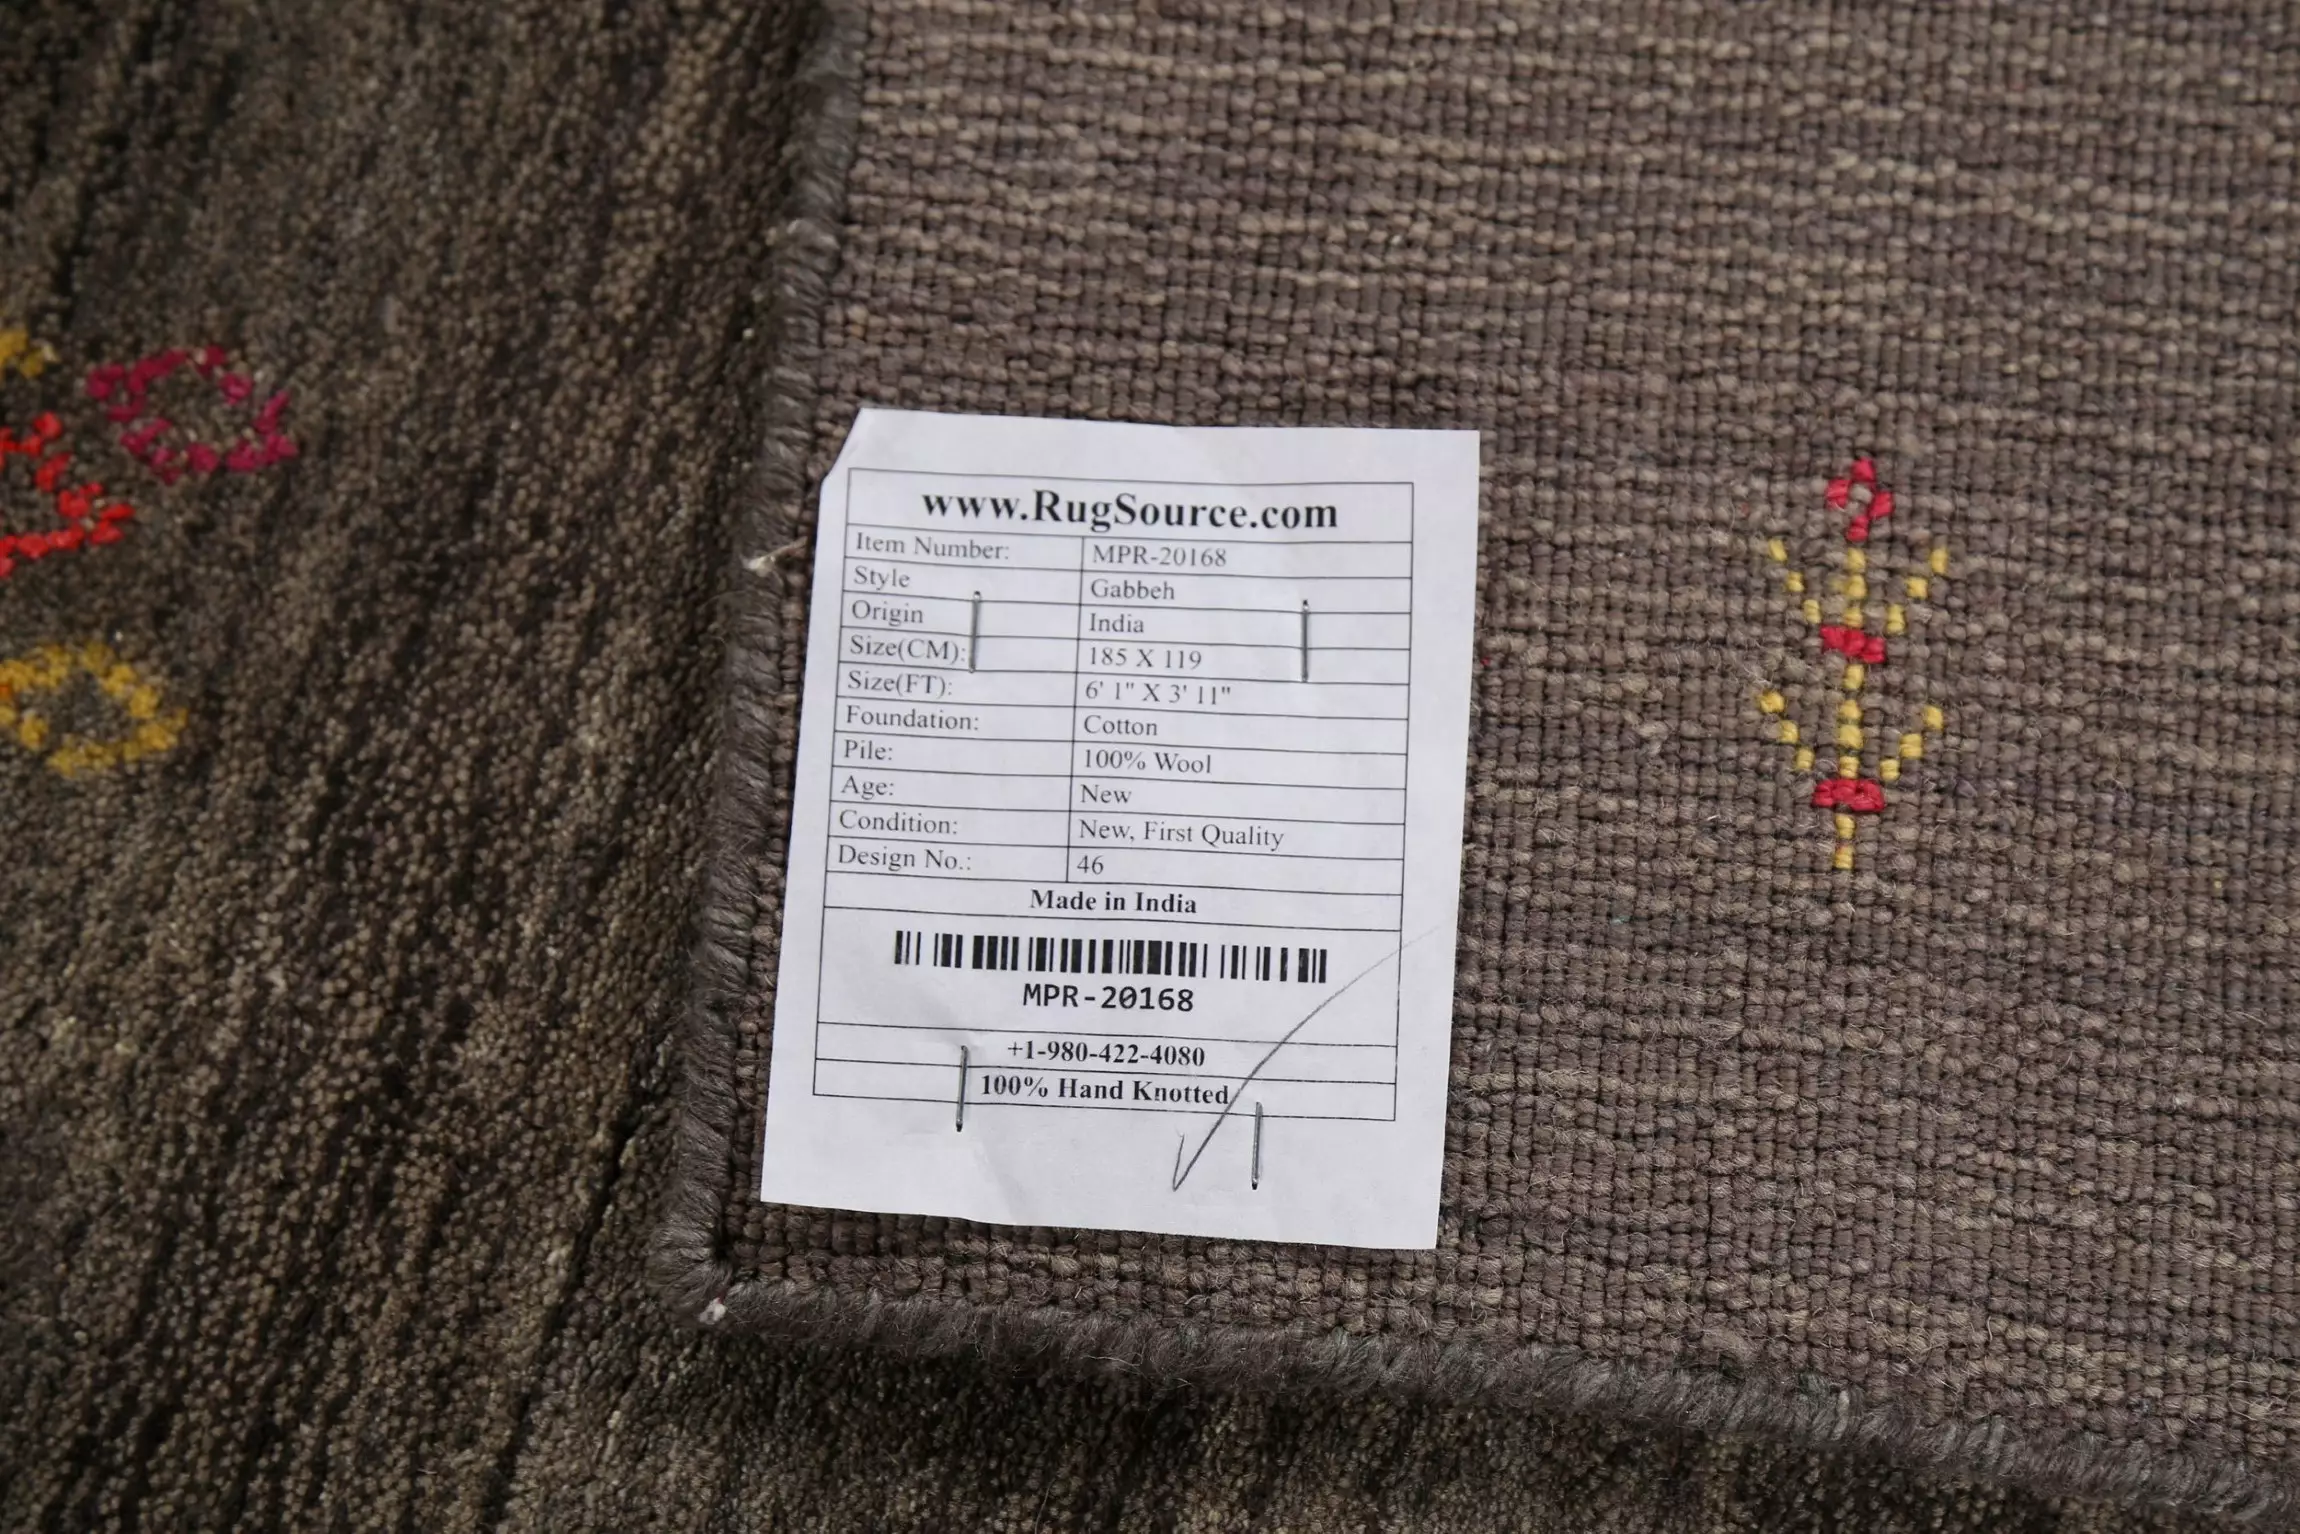 www.RugSource.com
Item Number: MPR-20168
Style Gabbeh
Origin India
Size(CM): 185 X 119
Size(FT): 6' 1" X 3' 11"
Foundation: Cotton
Pile: 100% Wool
Age: New
Condition: New, First Quality
Design No.: 46
Made in India
MPR-20168
+1-980-422-4080
100% Hand Knotted